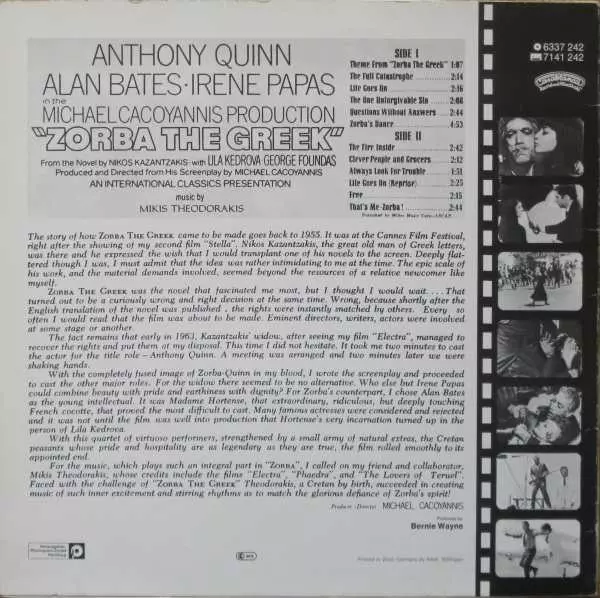 ANTHONY QUINN
ALAN BATES·IRENE PAPAS
in the
MICHAEL CACOYANNIS PRODUCTION
"ZORBA THE GREEK"
From the Novel by NIKOS KAZANTZAKIS·with LILA KEDROVA·GEORGE FOUNDAS
Produced and Directed from His Screenplay by MICHAEL CACOYANNIS
AN INTERNATIONAL CLASSICS PRESENTATION
music by
MIKIS THEODORAKIS
SIDE I
Theme From "Zorba The Greek" 1:07
The Full Catastrophe 2:14
Life Goes On 2:16
The One Unforgivable Sin 2:08
Questions Without Answers 2:44
Zorba's Dance 4:53
SIDE II
The Fire Inside 2:42
Clever People and Grocers 2:12
Always Look For Trouble 1:51
Life Goes On (Reprise) 2:25
Free 2:15
That's Me-Zorba! 2:44
6337 242
7141 242
The story of how ZORBA THE GREEK came to be made goes back to 1955. It was at the Cannes Film Festival,
right after the showing of my second film "Stella". Nikos Kazantzakis, the great old man of Greek letters,
was there and he expressed the wish that I would transplant one of his novels to the screen. Deeply flat-
tered though I was, I must admit that the idea was rather intimidating to me at the time. The epic scale of
his work, and the material demands involved, seemed beyond the resources of a relative newcomer like
myself.
ZORBA THE GREEK was the novel that fascinated me most, but I thought I would wait. . . . That
turned out to be a curiously wrong and right decision at the same time. Wrong, because shortly after the
English translation of the novel was published , the rights were instantly matched by others. Every so
often I would read that the film was about to be made. Eminent directors, writers, actors were involved
at some stage or another.
The fact remains that early in 1963, Kazantzakis' widow, after seeing my film "Electra", managed to
recover the rights and put them at my disposal. This time I did not hesitate. It took me two minutes to cast
the actor for the title role – Anthony Quinn. A meeting was arranged and two minutes later we were
shaking hands.
With the completely fused image of Zorba-Quinn in my blood, I wrote the screenplay and proceeded
to cast the other major roles. For the widow there seemed to be no alternative. Who else but Irene Papas
could combine beauty with pride and earthiness with dignity? For Zorba's counterpart, I chose Alan Bates
as the young intellectual. It was Madame Hortense, that extraordinary, ridiculous, but deeply touching
French cocotte, that proved the most difficult to cast. Many famous actresses were considered and rejected
and it was not until the film was well into production that Hortense's very incarnation turned up in the
person of Lila Kedrova.
With this quartet of virtuoso performers, strengthened by a small army of natural extras, the Cretan
peasants whose pride and hospitality are as legendary as they are true, the film rolled smoothly to its
appointed end.
For the music, which plays such an integral part in "ZORBA", I called on my friend and collaborator,
Mikis Theodorakis, whose credits include the films "Electra", "Phaedra", and "The Lovers of Teruel".
Faced with the challenge of "ZORBA THE GREEK" Theodorakis, a Cretan by birth, succeeded in creating
music of such inner excitement and stirring rhythms as to match the glorious defiance of Zorba's spirit!
Producer-Director MICHAEL CACOYANNIS
Produced by
Bernie Wayne